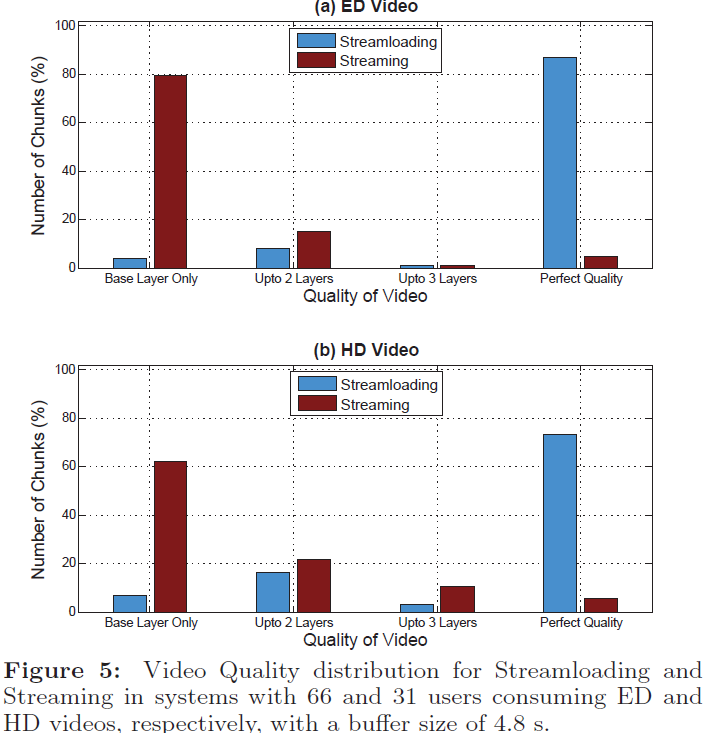 (a) ED Video
100
80
60
40
20
0
Number of Chunks (%)
Streamloading
Streaming
Base Layer Only
Upto 2 Layers
Upto 3 Layers
Perfect Quality
Quality of Video
(b) HD Video
100
80
60
40
20
0
Number of Chunks (%)
Streamloading
Streaming
Base Layer Only
Upto 2 Layers
Upto 3 Layers
Perfect Quality
Quality of Video
Figure 5: Video Quality distribution for Streamloading and
Streaming in systems with 66 and 31 users consuming ED and
HD videos, respectively, with a buffer size of 4.8 s.